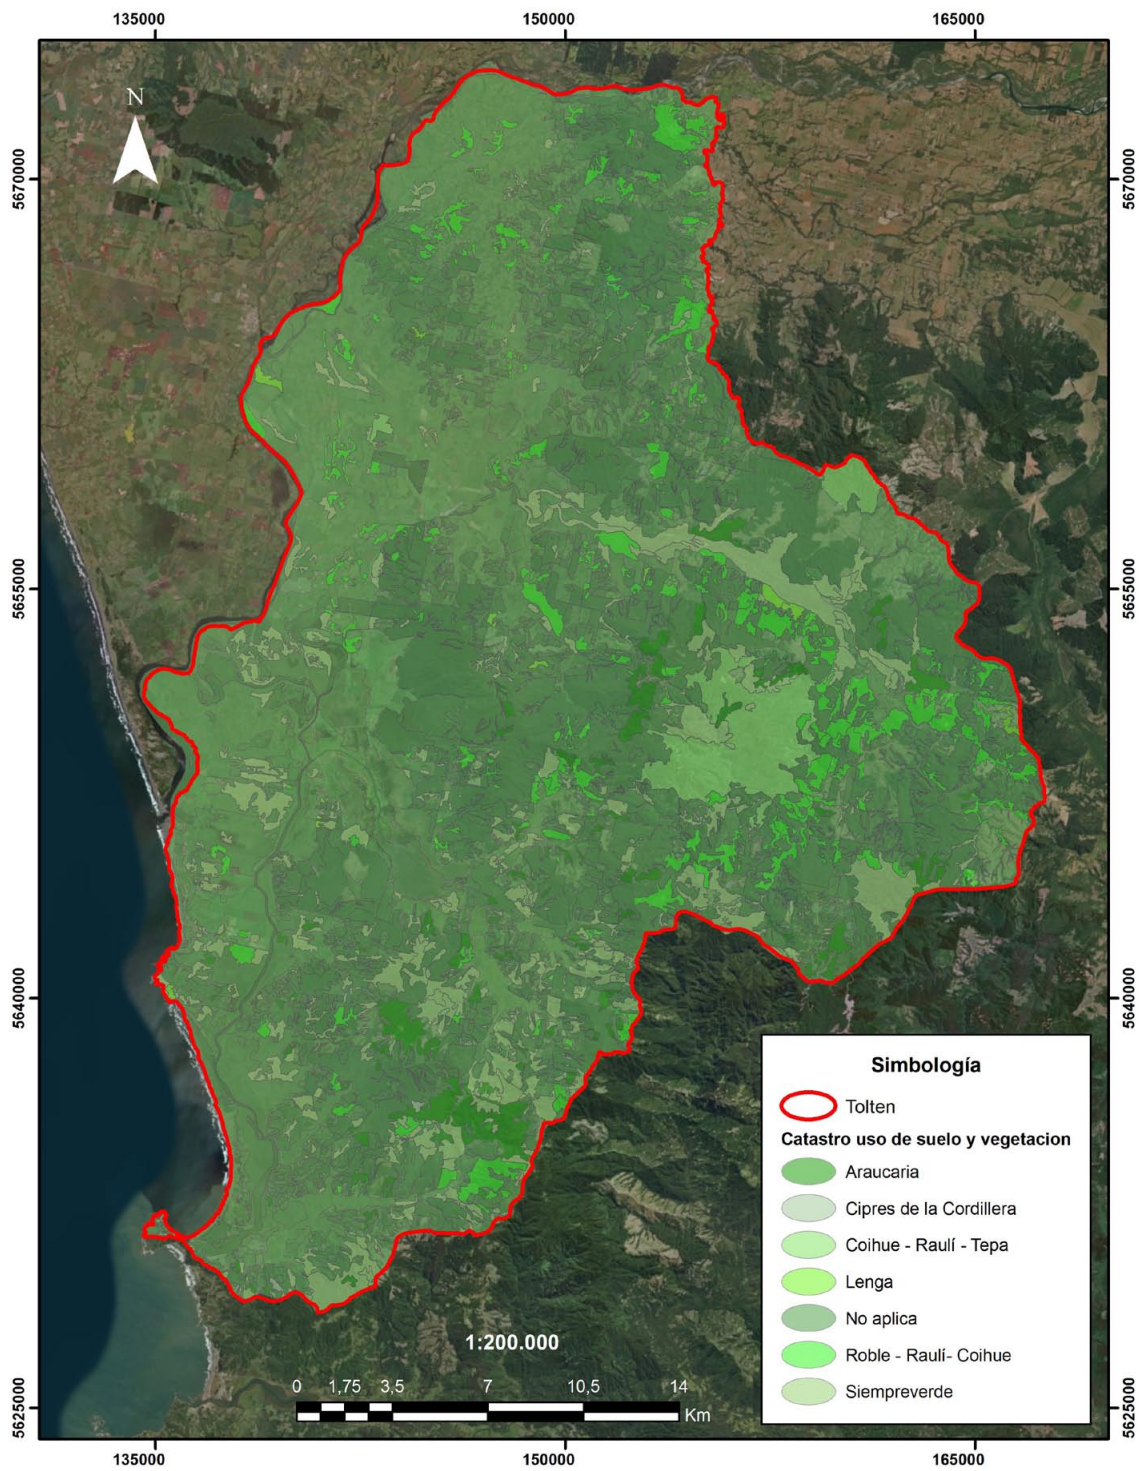 135000
150000
165000
N
5670000
5670000
5655000
5655000
5640000
5640000
Simbología
Tolten
Catastro uso de suelo y vegetacion
Araucaria
Cipres de la Cordillera
Coihue - Raulí - Tepa
Lenga
No aplica
Roble - Raulí- Coihue
Siempreverde
1:200.000
0 1,75 3,5 7 10,5 14
Km
5625000
5625000
135000
150000
165000